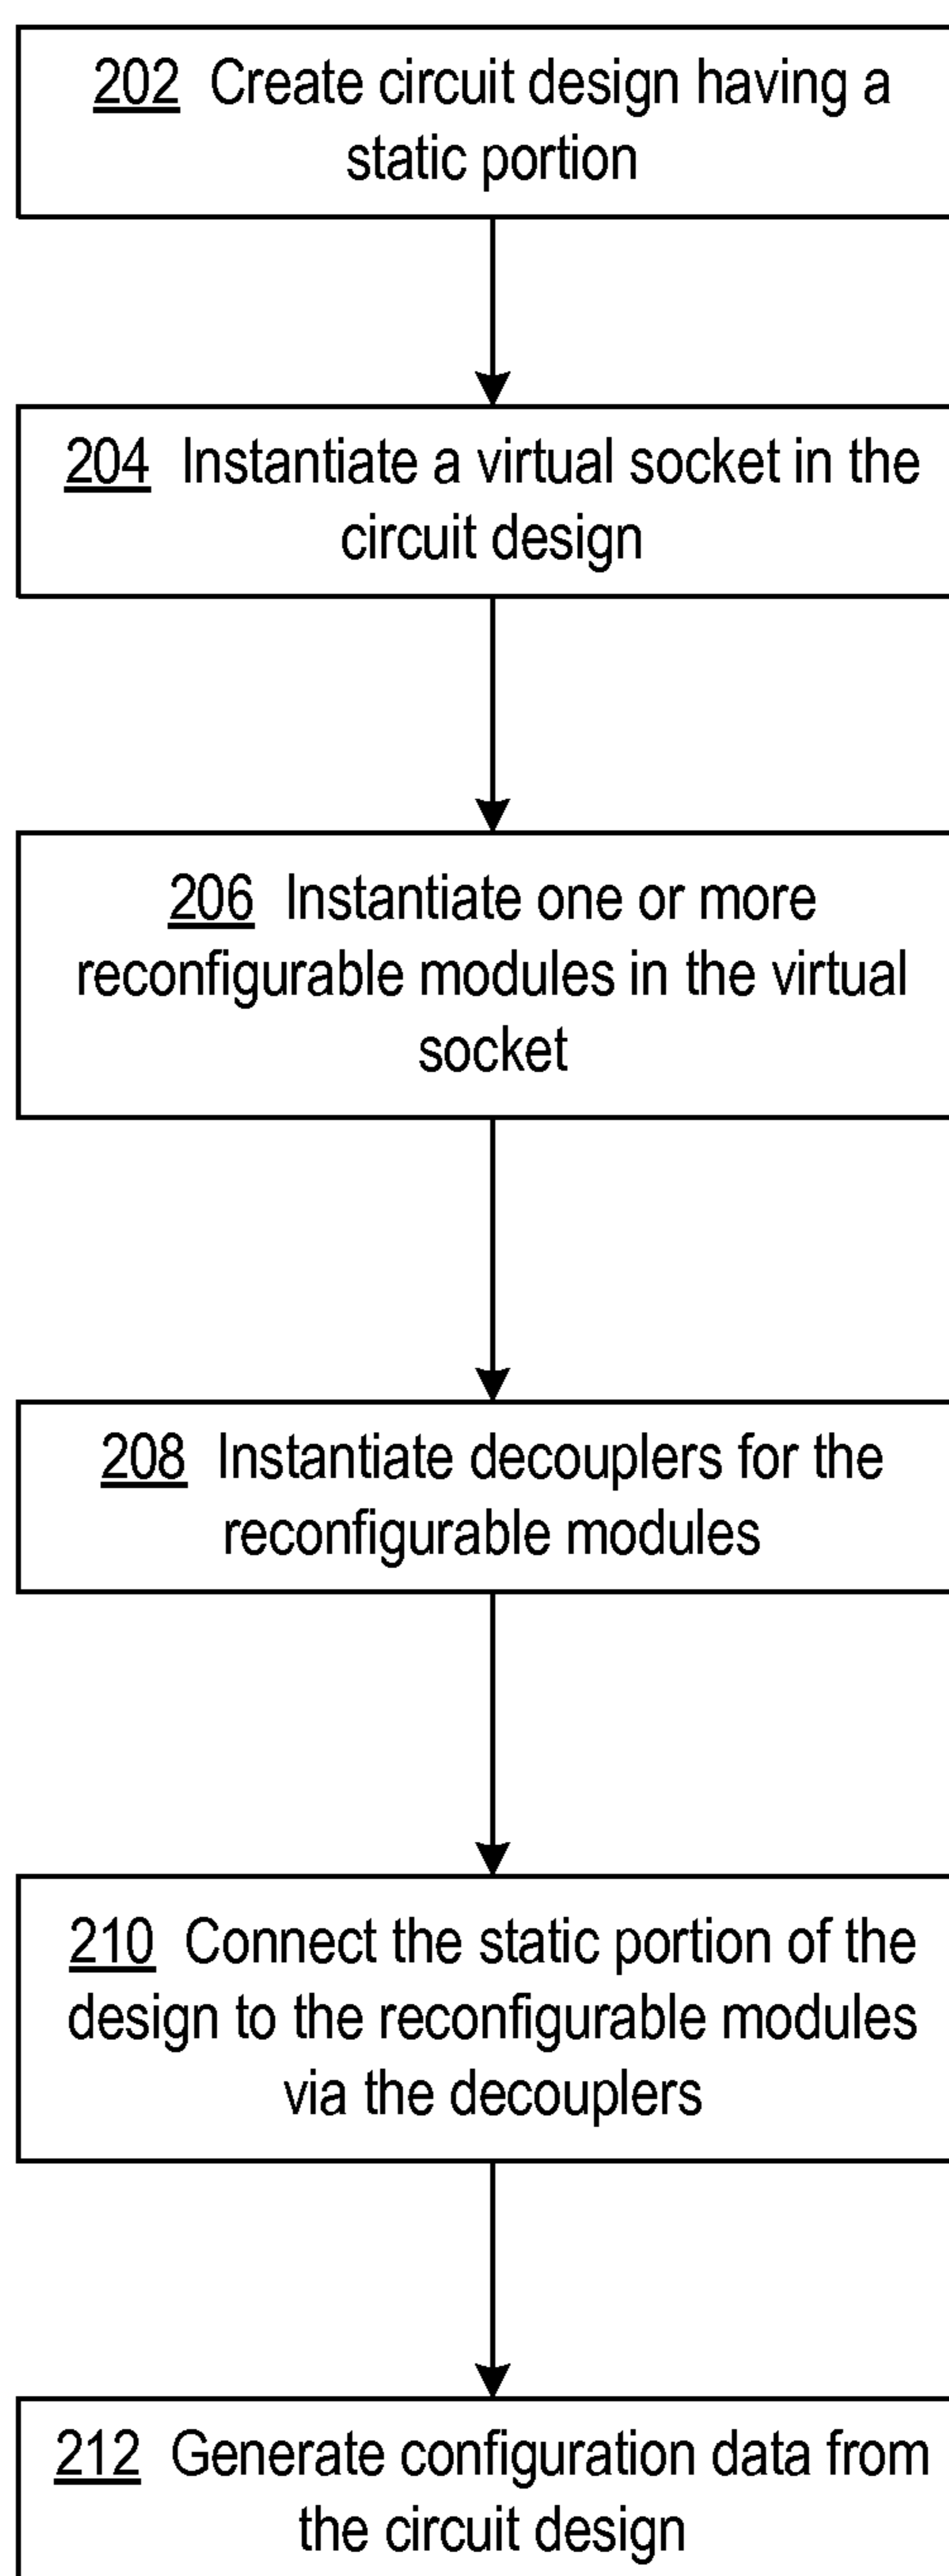 202 Create circuit design having a
static portion
204 Instantiate a virtual socket in the
circuit design
206 Instantiate one or more
reconfigurable modules in the virtual
socket
208 Instantiate decouplers for the
reconfigurable modules
210 Connect the static portion of the
design to the reconfigurable modules
via the decouplers
212 Generate configuration data from
the circuit design